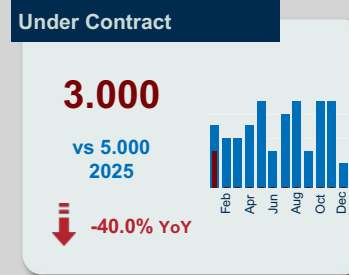 Under Contract
3.000
vs 5.000
2025
-40.0% YoY
Feb
Apr
Jun
Aug
Oct
Dec